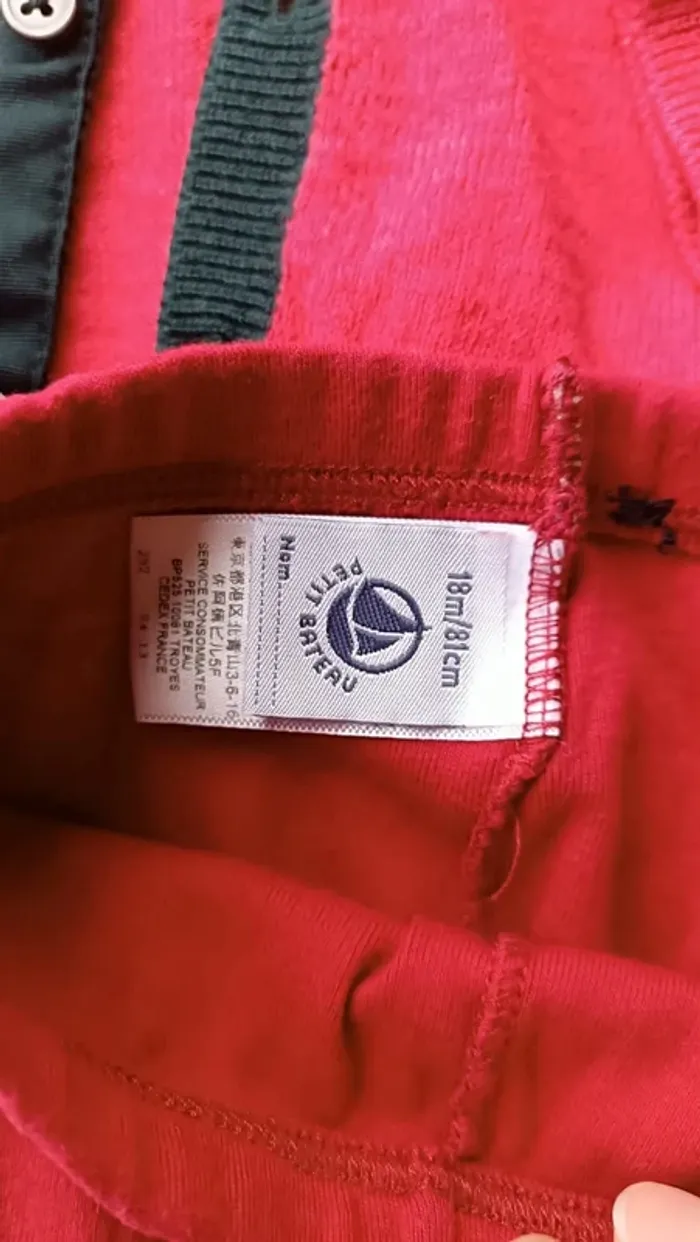 18m/81cm
PETIT BATEAU
Nom
東京都港区北青山3-6-16
SERVICE CONSOMMATEUR
PETIT BATEAU
BP525 10081 TROYES
CEDEX FRANCE